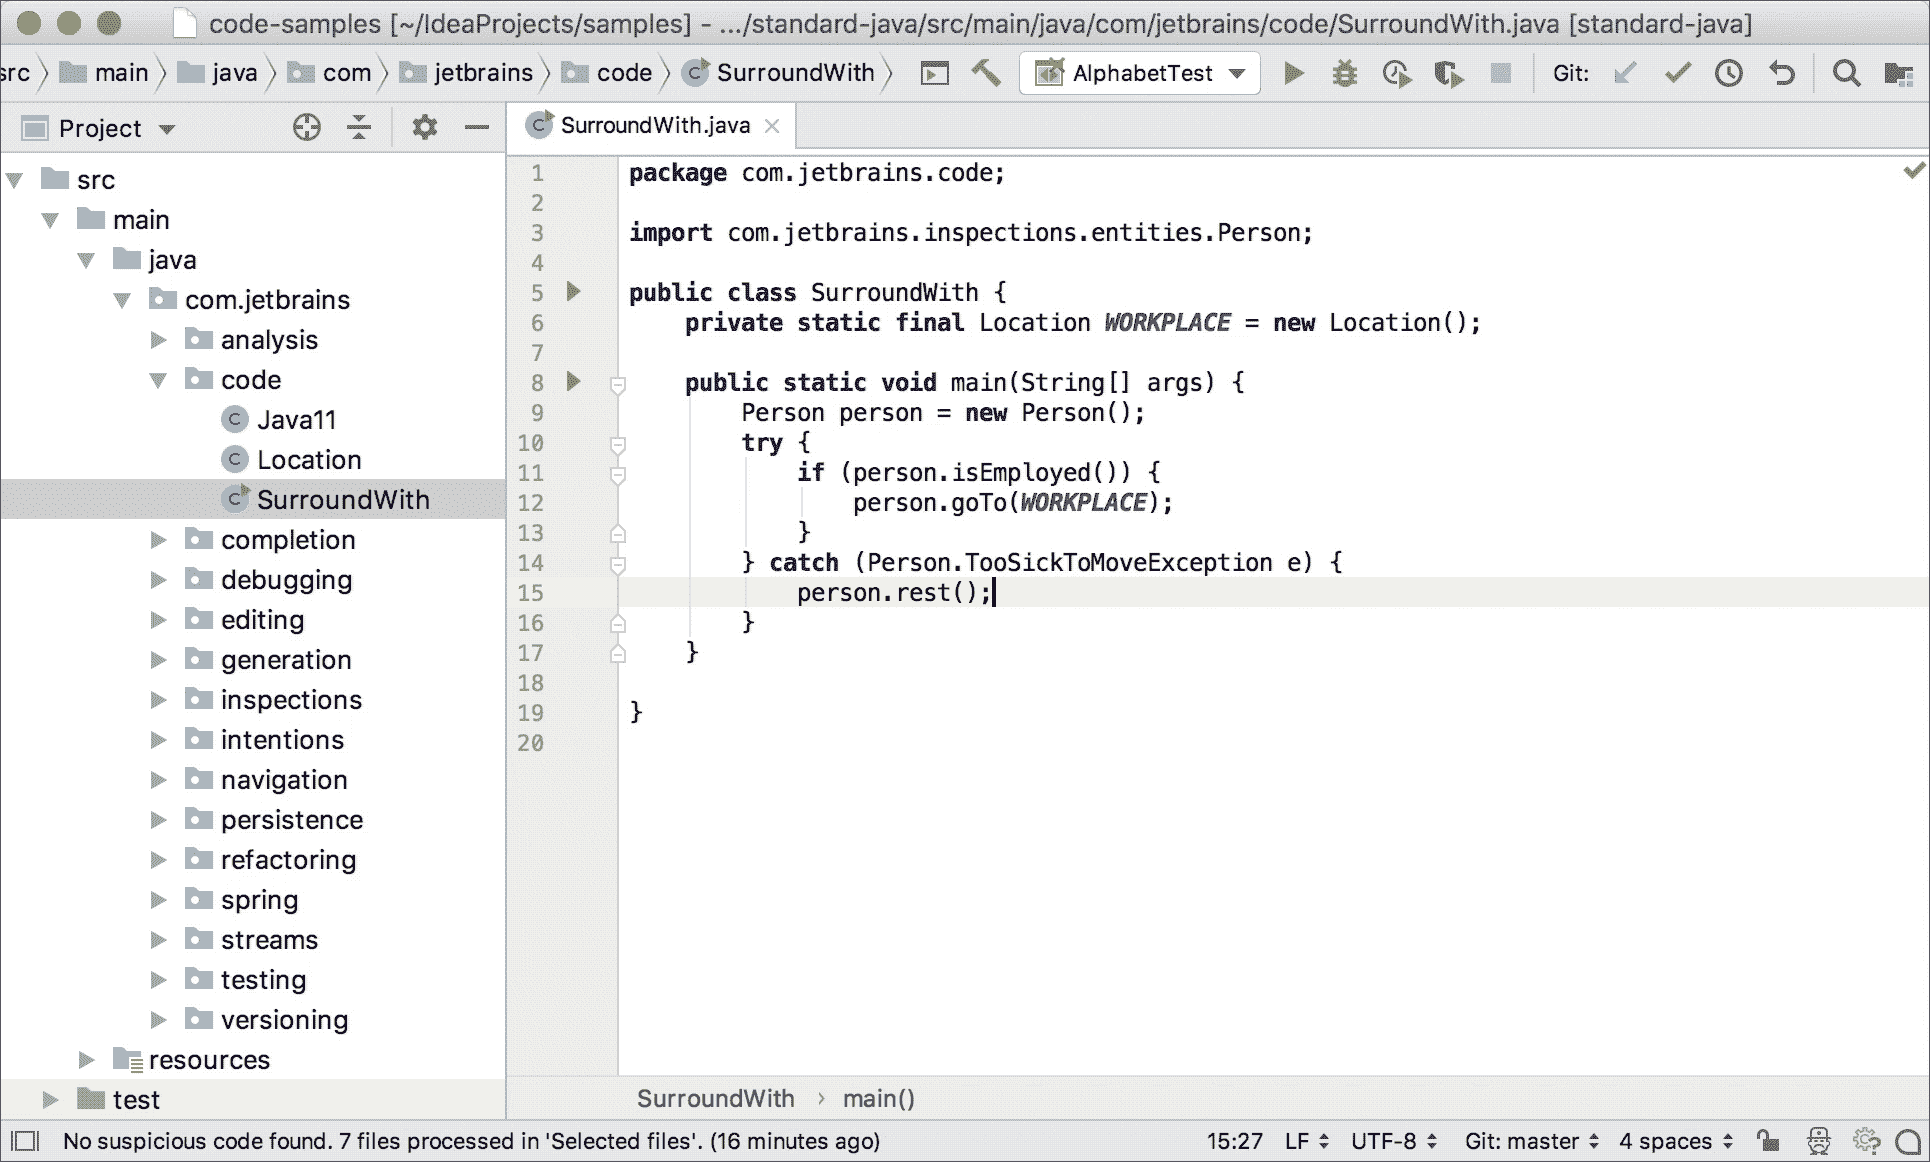 code-samples [~/IdeaProjects/samples] - .../standard-java/src/main/java/com/jetbrains/code/SurroundWith.java [standard-java]
src main java com jetbrains code SurroundWith AlphabetTest Git:
Project
SurroundWith.java
src
main
java
com.jetbrains
analysis
code
Java11
Location
SurroundWith
completion
debugging
editing
generation
inspections
intentions
navigation
persistence
refactoring
spring
streams
testing
versioning
resources
test
1 package com.jetbrains.code;
2
3 import com.jetbrains.inspections.entities.Person;
4
5 public class SurroundWith {
6     private static final Location WORKPLACE = new Location();
7
8     public static void main(String[] args) {
9         Person person = new Person();
10         try {
11             if (person.isEmployed()) {
12                 person.goTo(WORKPLACE);
13             }
14         } catch (Person.TooSickToMoveException e) {
15             person.rest();
16         }
17     }
18
19 }
20
SurroundWith › main()
No suspicious code found. 7 files processed in 'Selected files'. (16 minutes ago) 15:27 LF UTF-8 Git: master 4 spaces